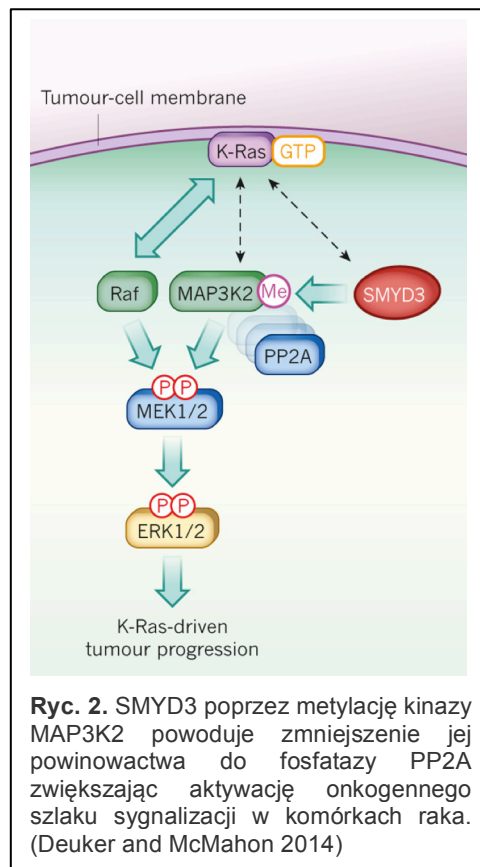 Tumour-cell membrane
K-Ras GTP
Raf MAP3K2 Me SMYD3
PP2A
P P
MEK1/2
P P
ERK1/2
K-Ras-driven
tumour progression
Ryc. 2. SMYD3 poprzez metylację kinazy
MAP3K2 powoduje zmniejszenie jej
powinowactwa do fosfatazy PP2A
zwiększając aktywację onkogennego
szlaku sygnalizacji w komórkach raka.
(Deuker and McMahon 2014)